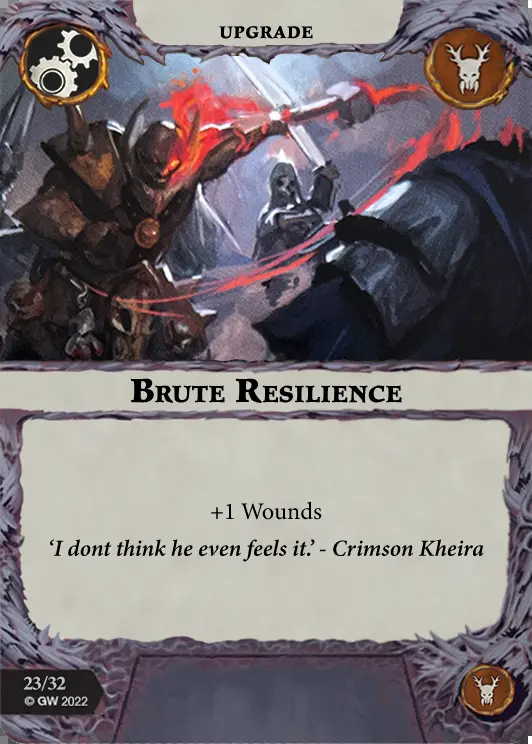 UPGRADE
BRUTE RESILIENCE
+1 Wounds
‘I dont think he even feels it.’ - Crimson Kheira
23/32
© GW 2022